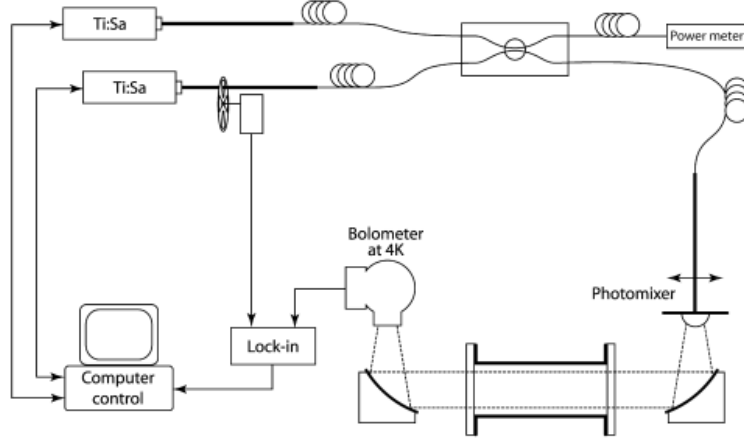 Ti:Sa
Power meter
Ti:Sa
Bolometer
at 4K
Photomixer
Lock-in
Computer
control